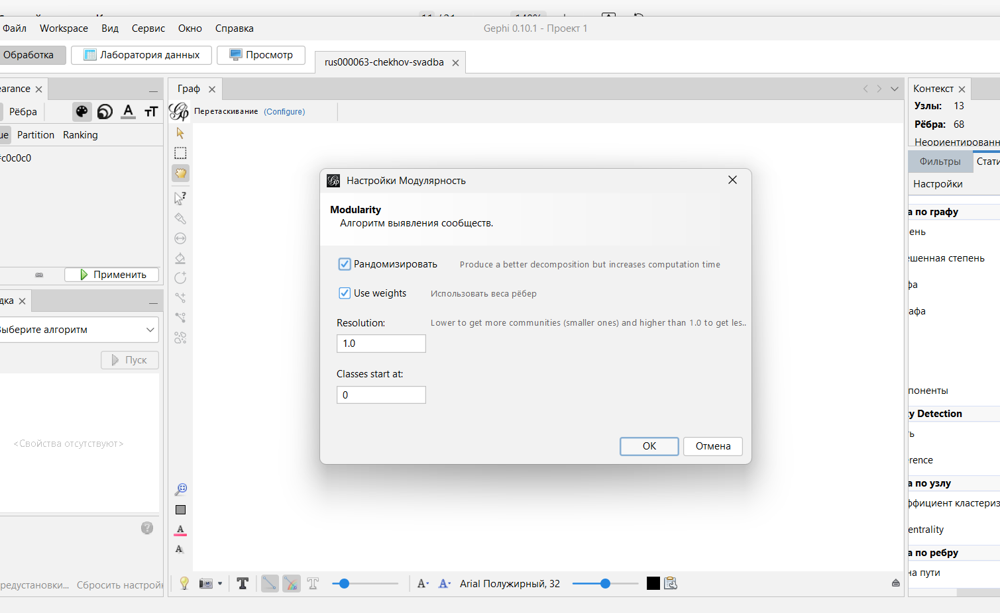 Файл Workspace Вид Сервис Окно Справка Gephi 0.10.1 - Проект 1
Обработка Лаборатория данных Просмотр rus000063-chekhov-svadba
earance Граф Контекст
Рёбра Перетаскивание (Configure) Узлы: 13
Рёбра: 68
ue Partition Ranking Неориентированн
#c0c0c0 Фильтры Стати
Настройки
Настройки Модулярность
Modularity
Алгоритм выявления сообществ.
Рандомизировать Produce a better decomposition but increases computation time
Use weights Использовать веса рёбер
Resolution: Lower to get more communities (smaller ones) and higher than 1.0 to get les..
1.0
Classes start at:
0
OK Отмена
Применить
дка
Выберите алгоритм
Пуск
<Свойства отсутствуют>
редустановки... Сбросить настройк
Arial Полужирный, 32
а по графу
ень
ешенная степень
фа
афа
поненты
y Detection
ь
rence
а по узлу
ффициент кластериз
entrality
а по ребру
на пути